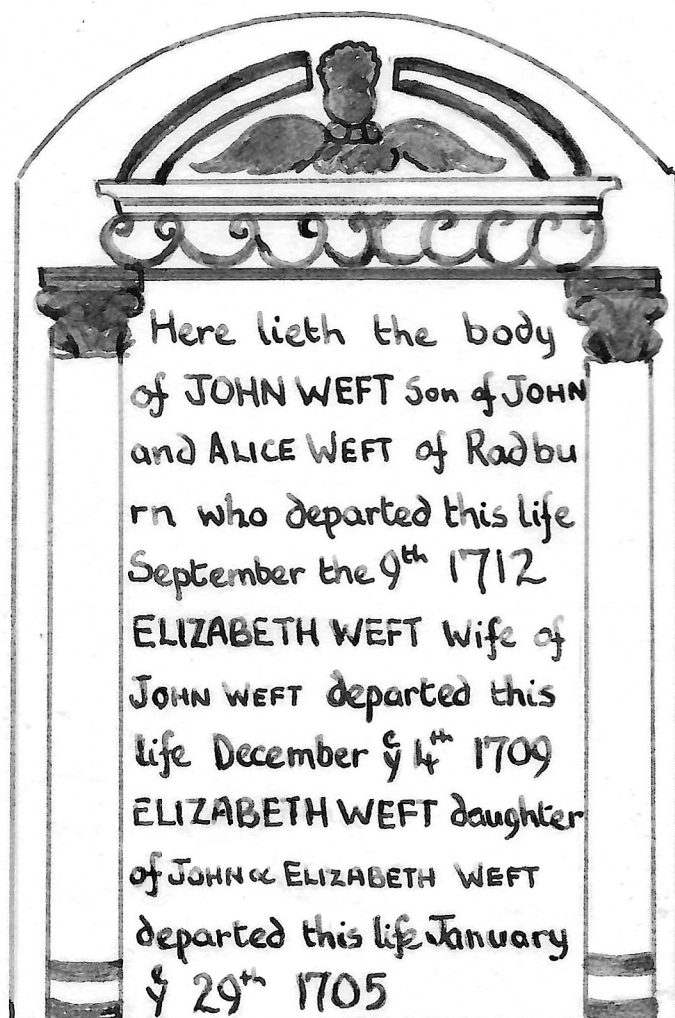 Here lieth the body
of JOHN WEFT Son of JOHN
and ALICE WEFT of Radbu
rn who departed this life
September the 9th 1712
ELIZABETH WEFT Wife of
JOHN WEFT departed this
life December ye 4th 1709
ELIZABETH WEFT daughter
of JOHN & ELIZABETH WEFT
departed this life January
ye 29th 1705